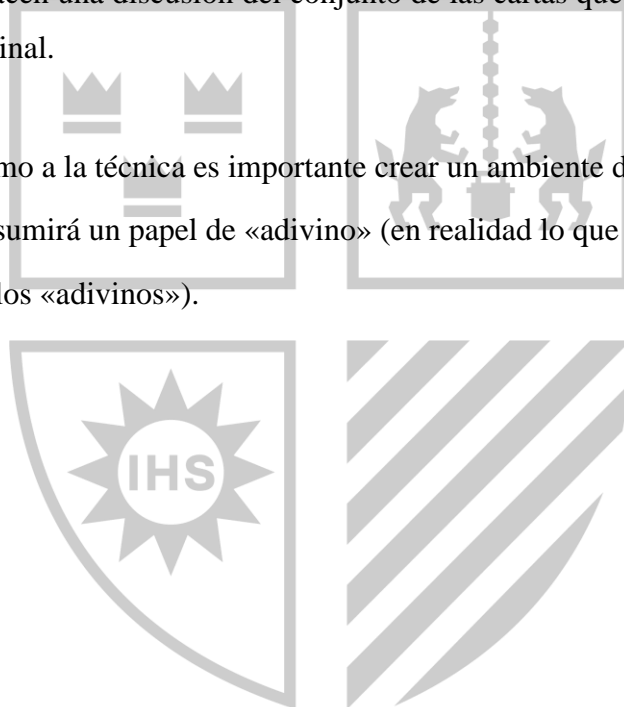 una discusión del conjunto de las cartas que
inal.
mo a la técnica es importante crear un ambiente d
sumirá un papel de «adivino» (en realidad lo que
los «adivinos»).
IHS